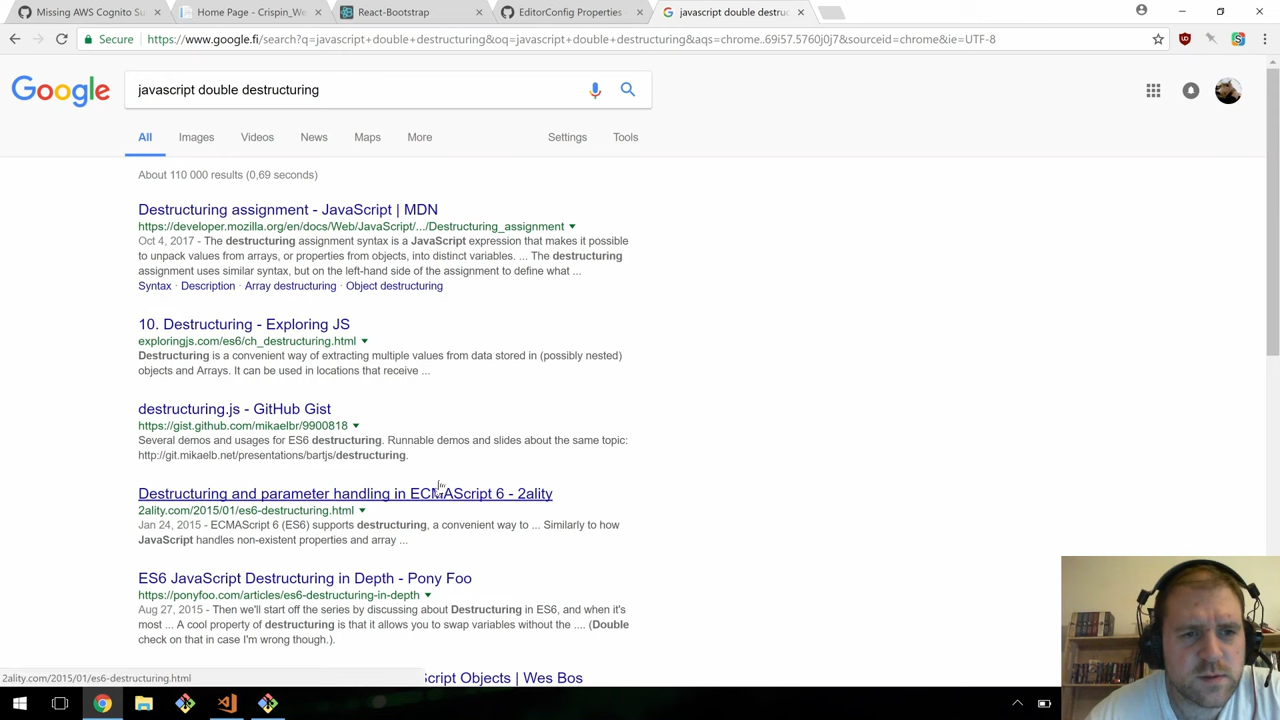 Missing AWS Cognito Su
Home Page - Crispin_We
React-Bootstrap
EditorConfig Properties
javascript double destruc
Secure
https://www.google.fi/search?q=javascript+double+destructuring&oq=javascript+double+destructuring&aqs=chrome..69i57.5760j0j7&sourceid=chrome&ie=UTF-8
Google
javascript double destructuring
All Images Videos News Maps More Settings Tools
About 110 000 results (0,69 seconds)
Destructuring assignment - JavaScript | MDN
https://developer.mozilla.org/en/docs/Web/JavaScript/.../Destructuring_assignment
Oct 4, 2017 - The destructuring assignment syntax is a JavaScript expression that makes it possible
to unpack values from arrays, or properties from objects, into distinct variables. ... The destructuring
assignment uses similar syntax, but on the left-hand side of the assignment to define what ...
Syntax · Description · Array destructuring · Object destructuring
10. Destructuring - Exploring JS
exploringjs.com/es6/ch_destructuring.html
Destructuring is a convenient way of extracting multiple values from data stored in (possibly nested)
objects and Arrays. It can be used in locations that receive ...
destructuring.js - GitHub Gist
https://gist.github.com/mikaelbr/9900818
Several demos and usages for ES6 destructuring. Runnable demos and slides about the same topic:
http://git.mikaelb.net/presentations/bartjs/destructuring.
Destructuring and parameter handling in ECMAScript 6 - 2ality
2ality.com/2015/01/es6-destructuring.html
Jan 24, 2015 - ECMAScript 6 (ES6) supports destructuring, a convenient way to ... Similarly to how
JavaScript handles non-existent properties and array ...
ES6 JavaScript Destructuring in Depth - Pony Foo
https://ponyfoo.com/articles/es6-destructuring-in-depth
Aug 27, 2015 - Then we'll start off the series by discussing about Destructuring in ES6, and when it's
most ... A cool property of destructuring is that it allows you to swap variables without the .... (Double
check on that in case I'm wrong though.).
2ality.com/2015/01/es6-destructuring.html
Script Objects | Wes Bos